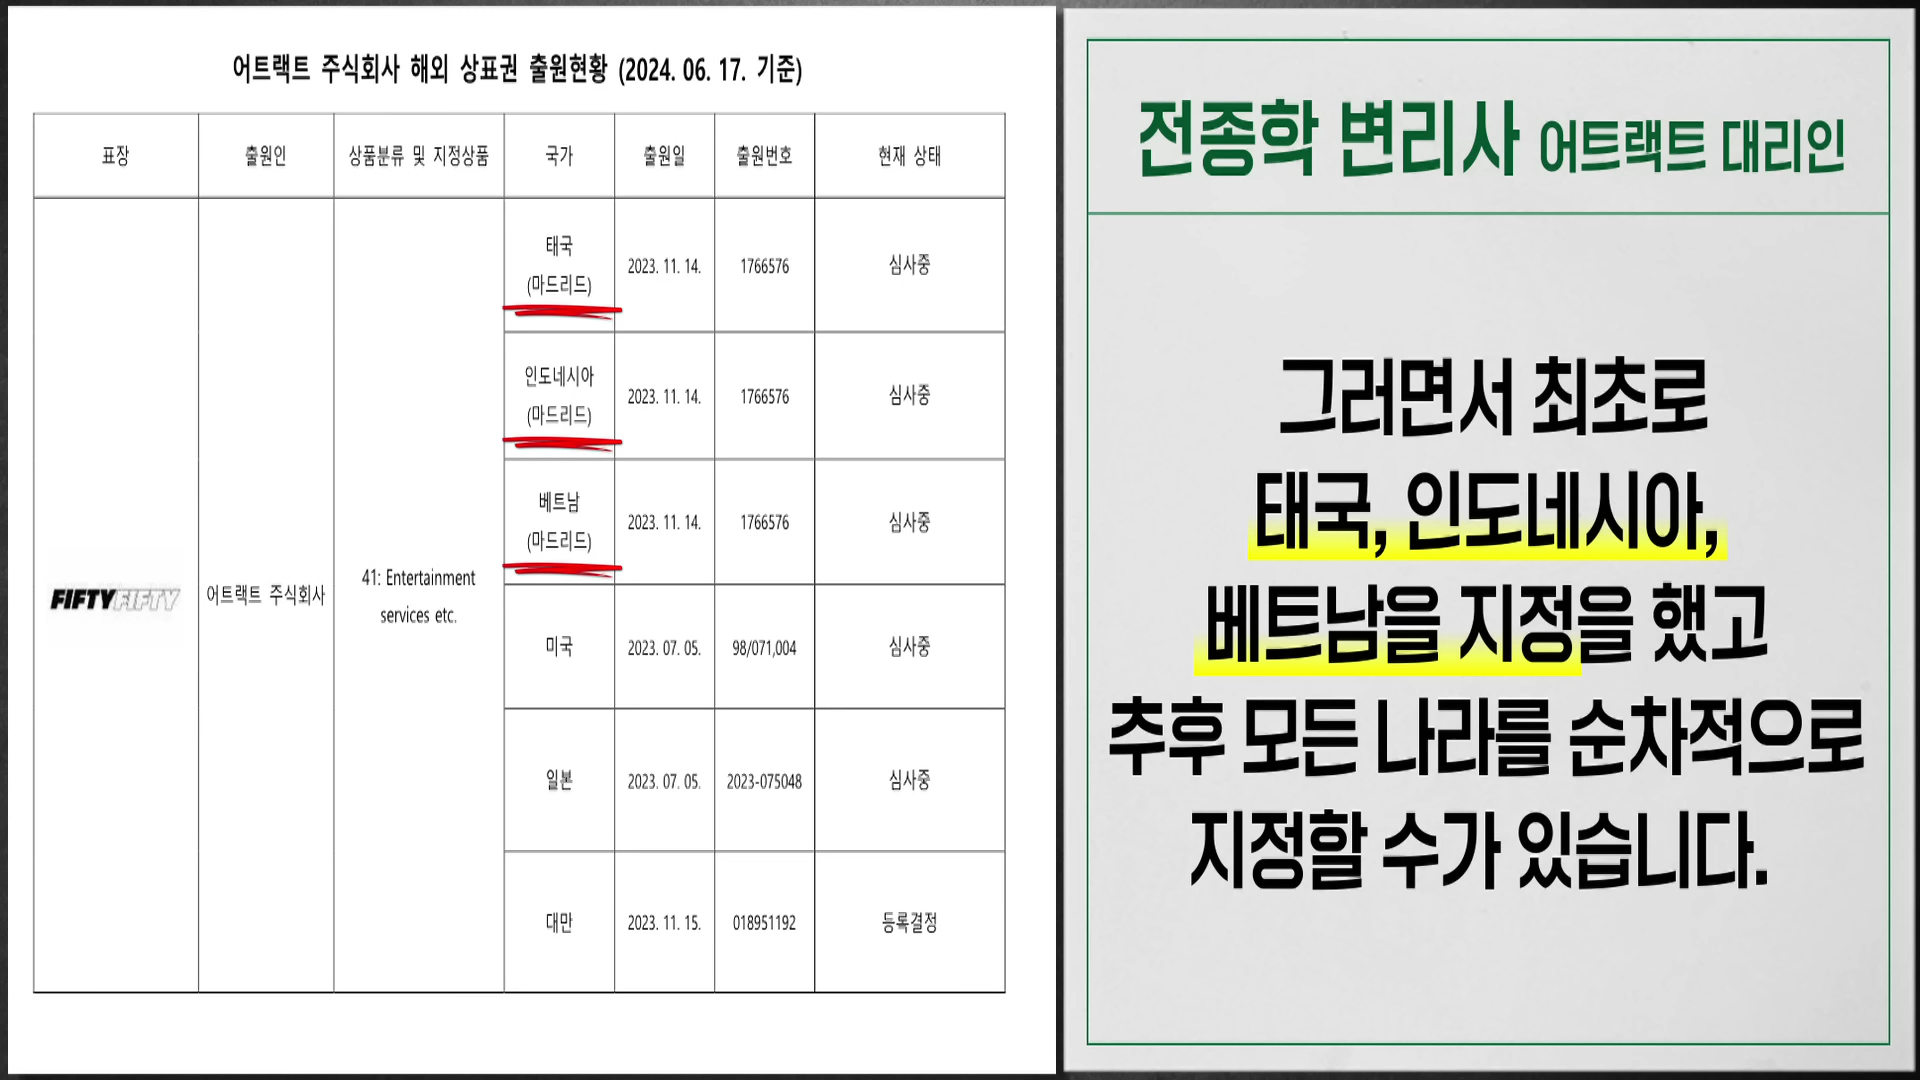 어트랙트 주식회사 해외 상표권 출원현황 (2024. 06. 17. 기준)
표장 출원인 상품분류 및 지정상품 국가 출원일 출원번호 현재 상태
태국
(마드리드) 2023. 11. 14. 1766576 심사중
인도네시아
(마드리드) 2023. 11. 14. 1766576 심사중
베트남
(마드리드) 2023. 11. 14. 1766576 심사중
FIFTYFIFTY 어트랙트 주식회사 41: Entertainment
services etc.
미국 2023. 07. 05. 98/071,004 심사중
일본 2023. 07. 05. 2023-075048 심사중
대만 2023. 11. 15. 018951192 등록결정
전종학 변리사 어트랙트 대리인
그러면서 최초로
태국, 인도네시아,
베트남을 지정을 했고
추후 모든 나라를 순차적으로
지정할 수가 있습니다.